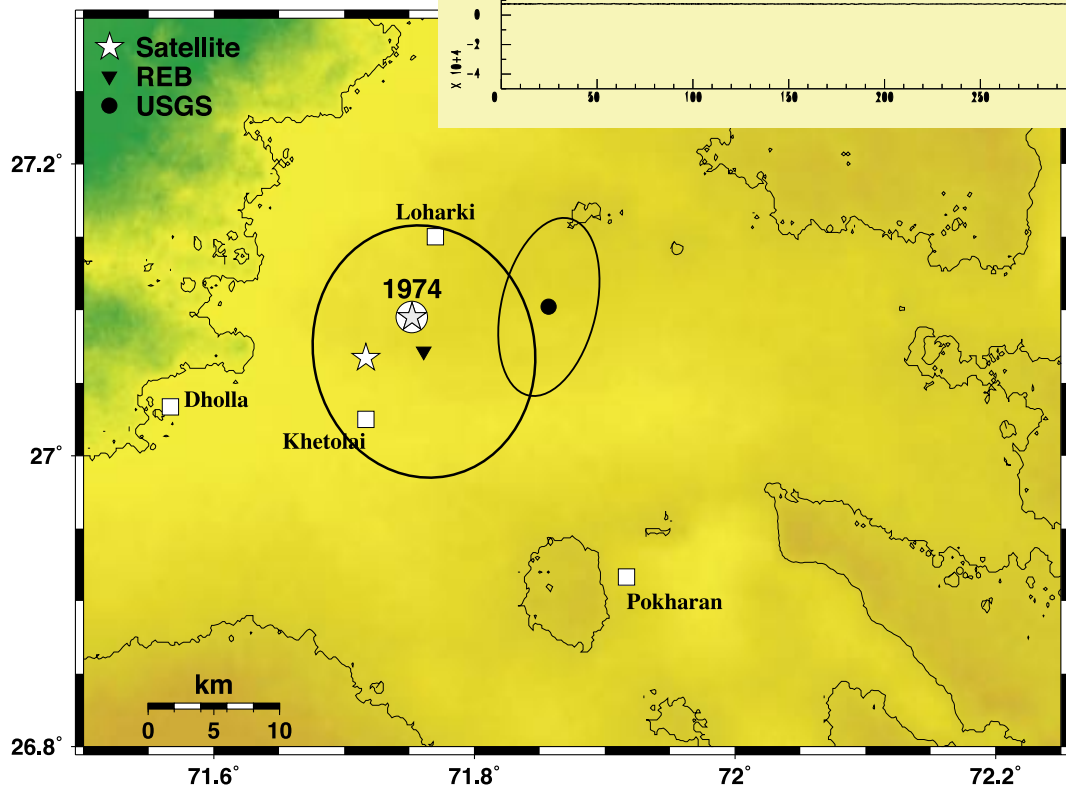 0
-2
-4
X 10+4
0
50
100
150
200
250
Satellite
REB
USGS
27.2°
Loharki
1974
Dholla
Khetolai
27°
Pokharan
km
0
5
10
26.8°
71.6°
71.8°
72°
72.2°